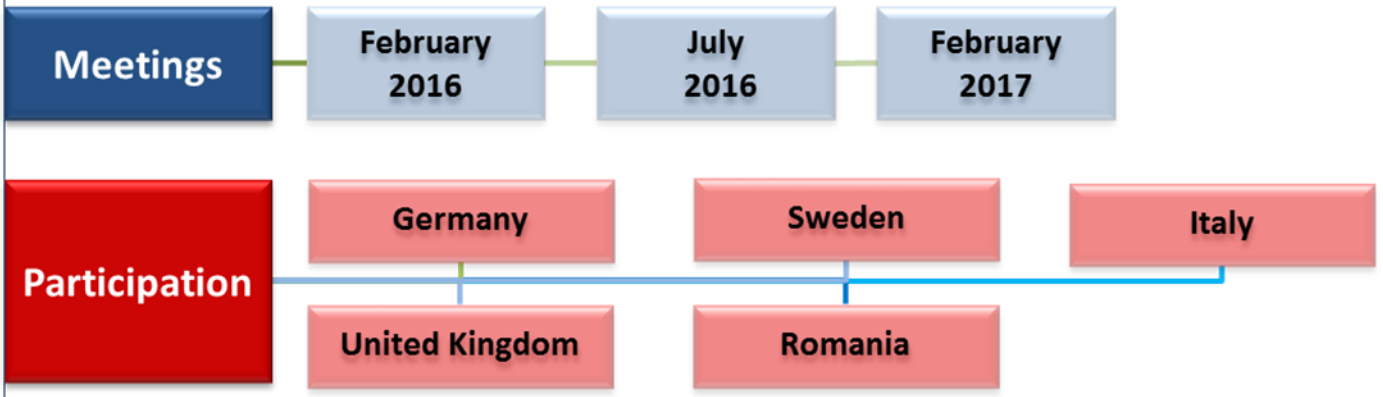 Meetings
February
2016
July
2016
February
2017
Participation
Germany
Sweden
Italy
United Kingdom
Romania